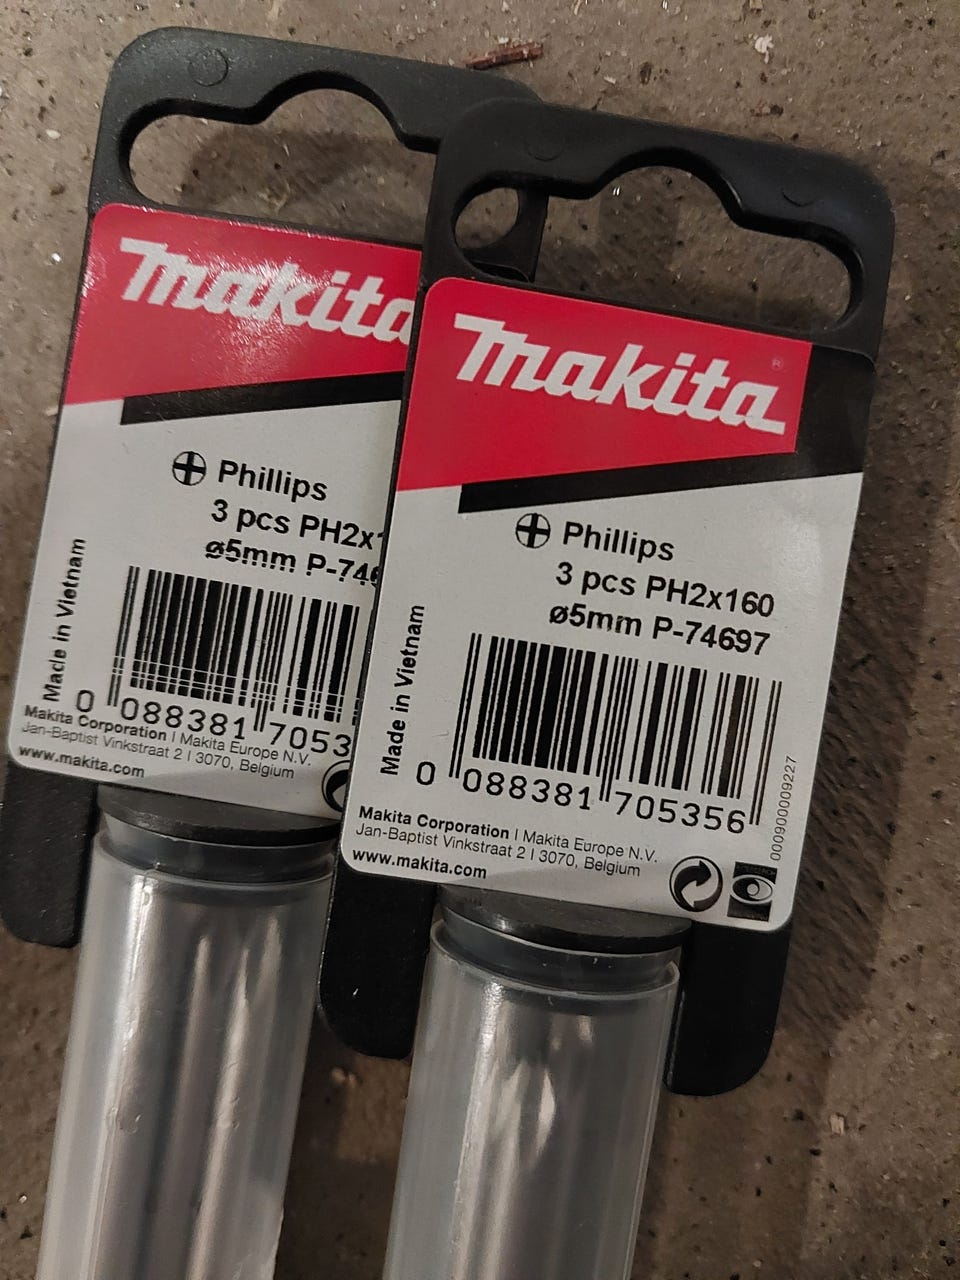 makita
Phillips
3 pcs PH2x1
ø5mm P-746
Made in Vietnam
0 088381 7053
Makita Corporation | Makita Europe N.V.
Jan-Baptist Vinkstraat 2 | 3070, Belgium
www.makita.com
makita®
Phillips
3 pcs PH2x160
ø5mm P-74697
Made in Vietnam
0 088381 705356
000900009227
Makita Corporation | Makita Europe N.V.
Jan-Baptist Vinkstraat 2 | 3070, Belgium
www.makita.com